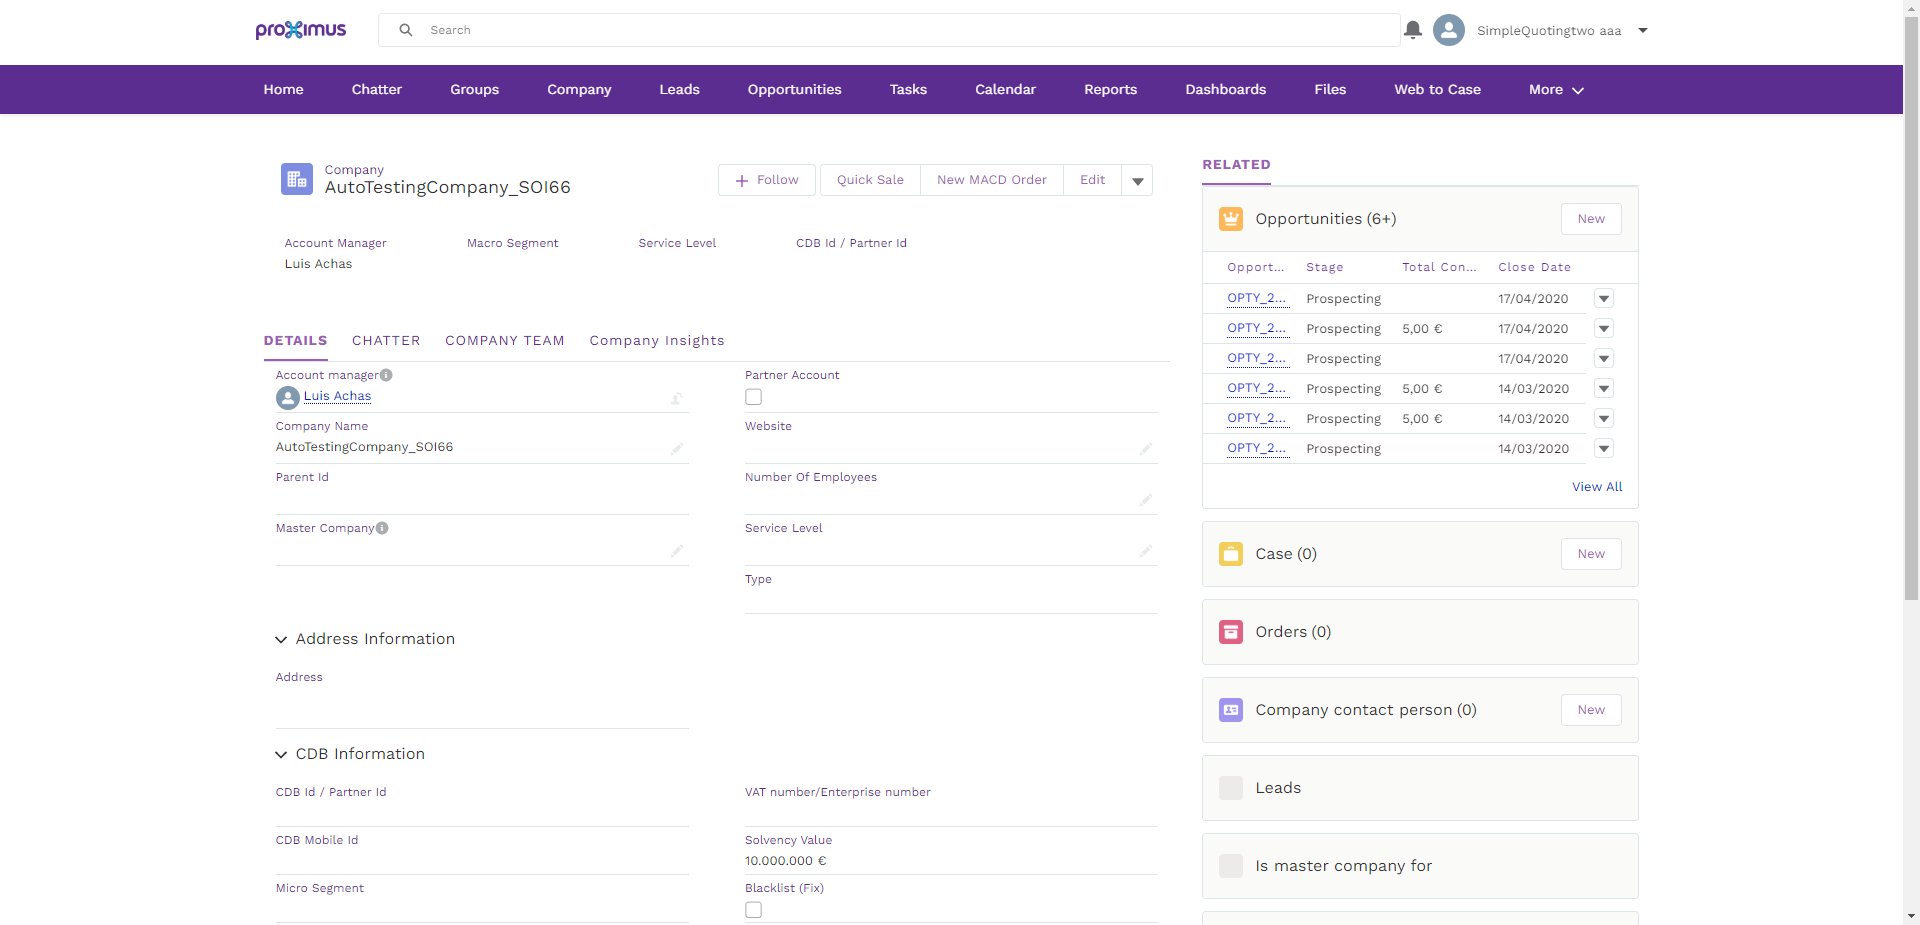 proximus
Search
SimpleQuotingtwo aaa
Home Chatter Groups Company Leads Opportunities Tasks Calendar Reports Dashboards Files Web to Case More
Company
AutoTestingCompany_SOI66
Follow Quick Sale New MACD Order Edit
Account Manager Macro Segment Service Level CDB Id / Partner Id
Luis Achas
DETAILS CHATTER COMPANY TEAM Company Insights
Account manager
Luis Achas
Partner Account
Company Name
AutoTestingCompany_SOI66
Website
Parent Id
Number Of Employees
Master Company
Service Level
Type
Address Information
Address
CDB Information
CDB Id / Partner Id
VAT number/Enterprise number
CDB Mobile Id
Solvency Value
10.000.000 €
Micro Segment
Blacklist (Fix)
RELATED
Opportunities (6+) New
Opport... Stage Total Con... Close Date
OPTY_2... Prospecting 17/04/2020
OPTY_2... Prospecting 5,00 € 17/04/2020
OPTY_2... Prospecting 17/04/2020
OPTY_2... Prospecting 5,00 € 14/03/2020
OPTY_2... Prospecting 5,00 € 14/03/2020
OPTY_2... Prospecting 14/03/2020
View All
Case (0) New
Orders (0)
Company contact person (0) New
Leads
Is master company for